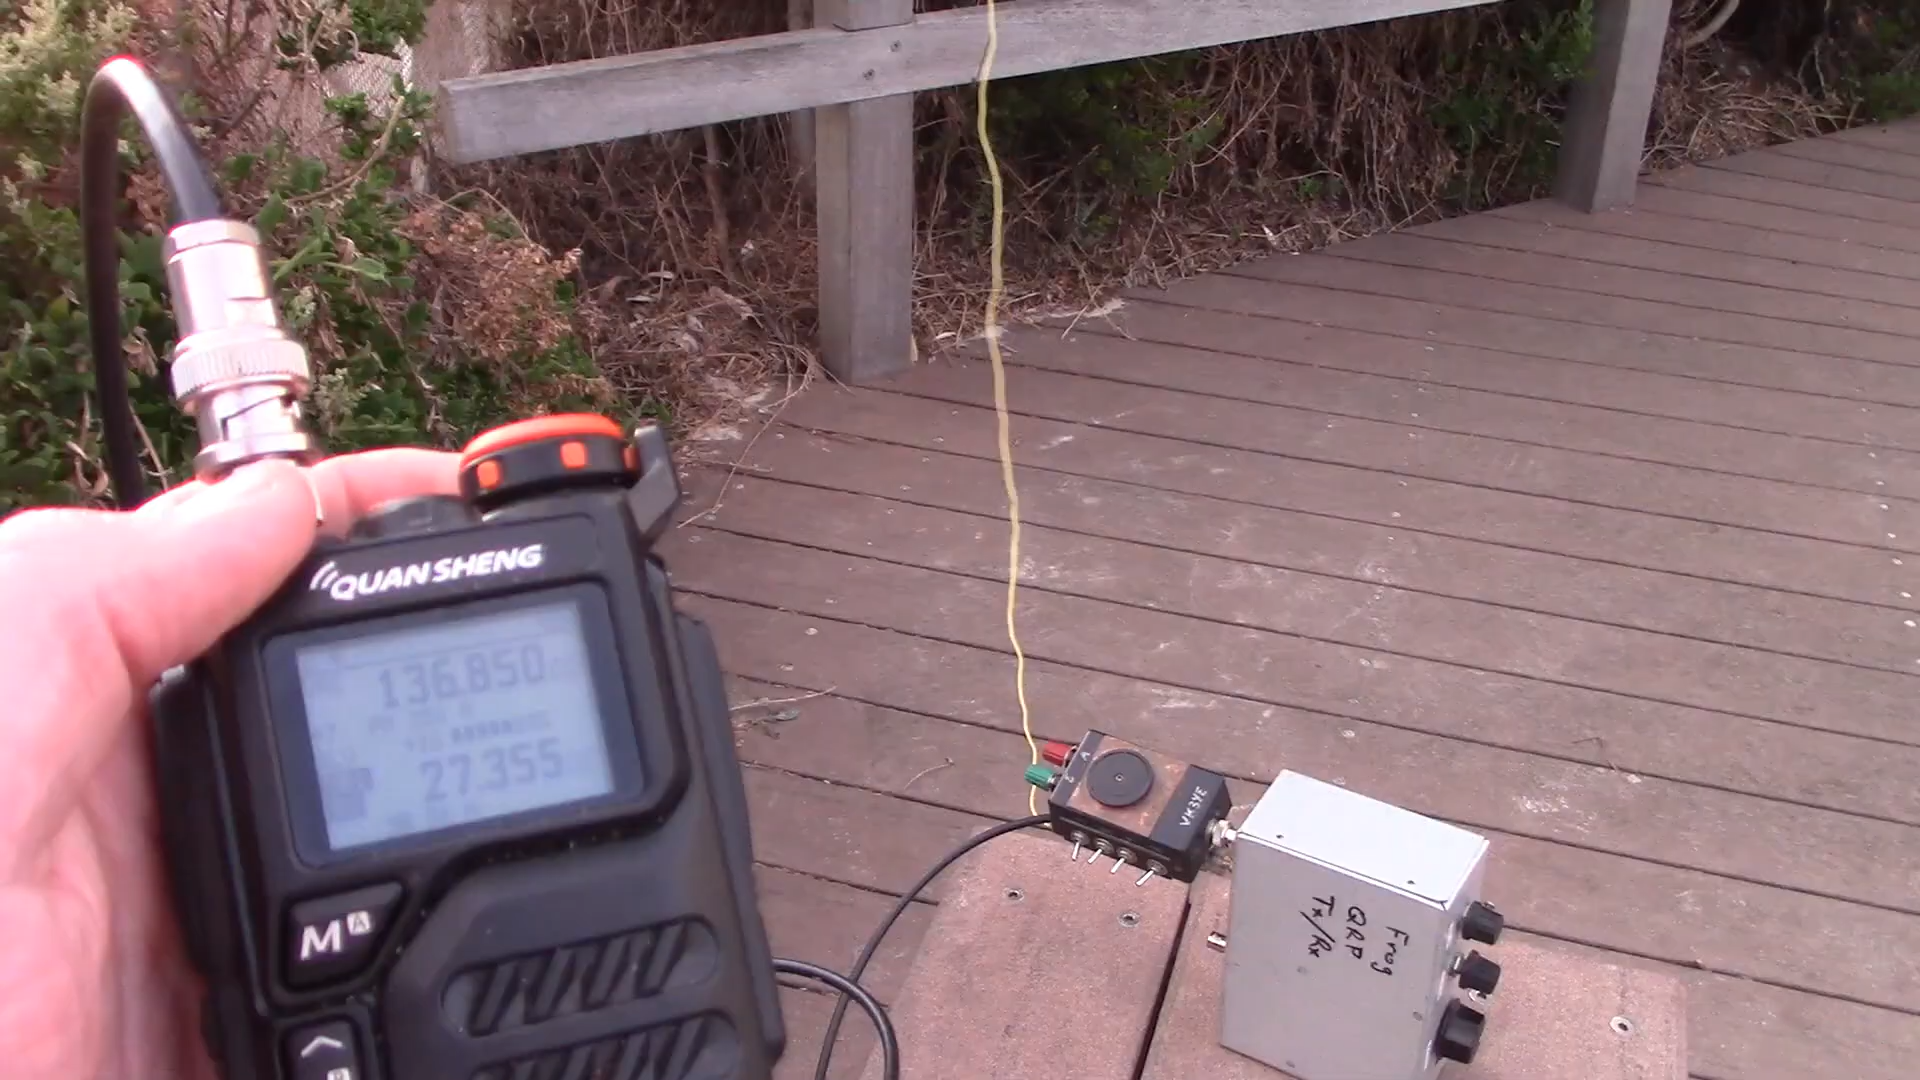 QUANSHENG
136.850
27.355
M A
B
VK3YE
Frog
QRP
Tx/Rx